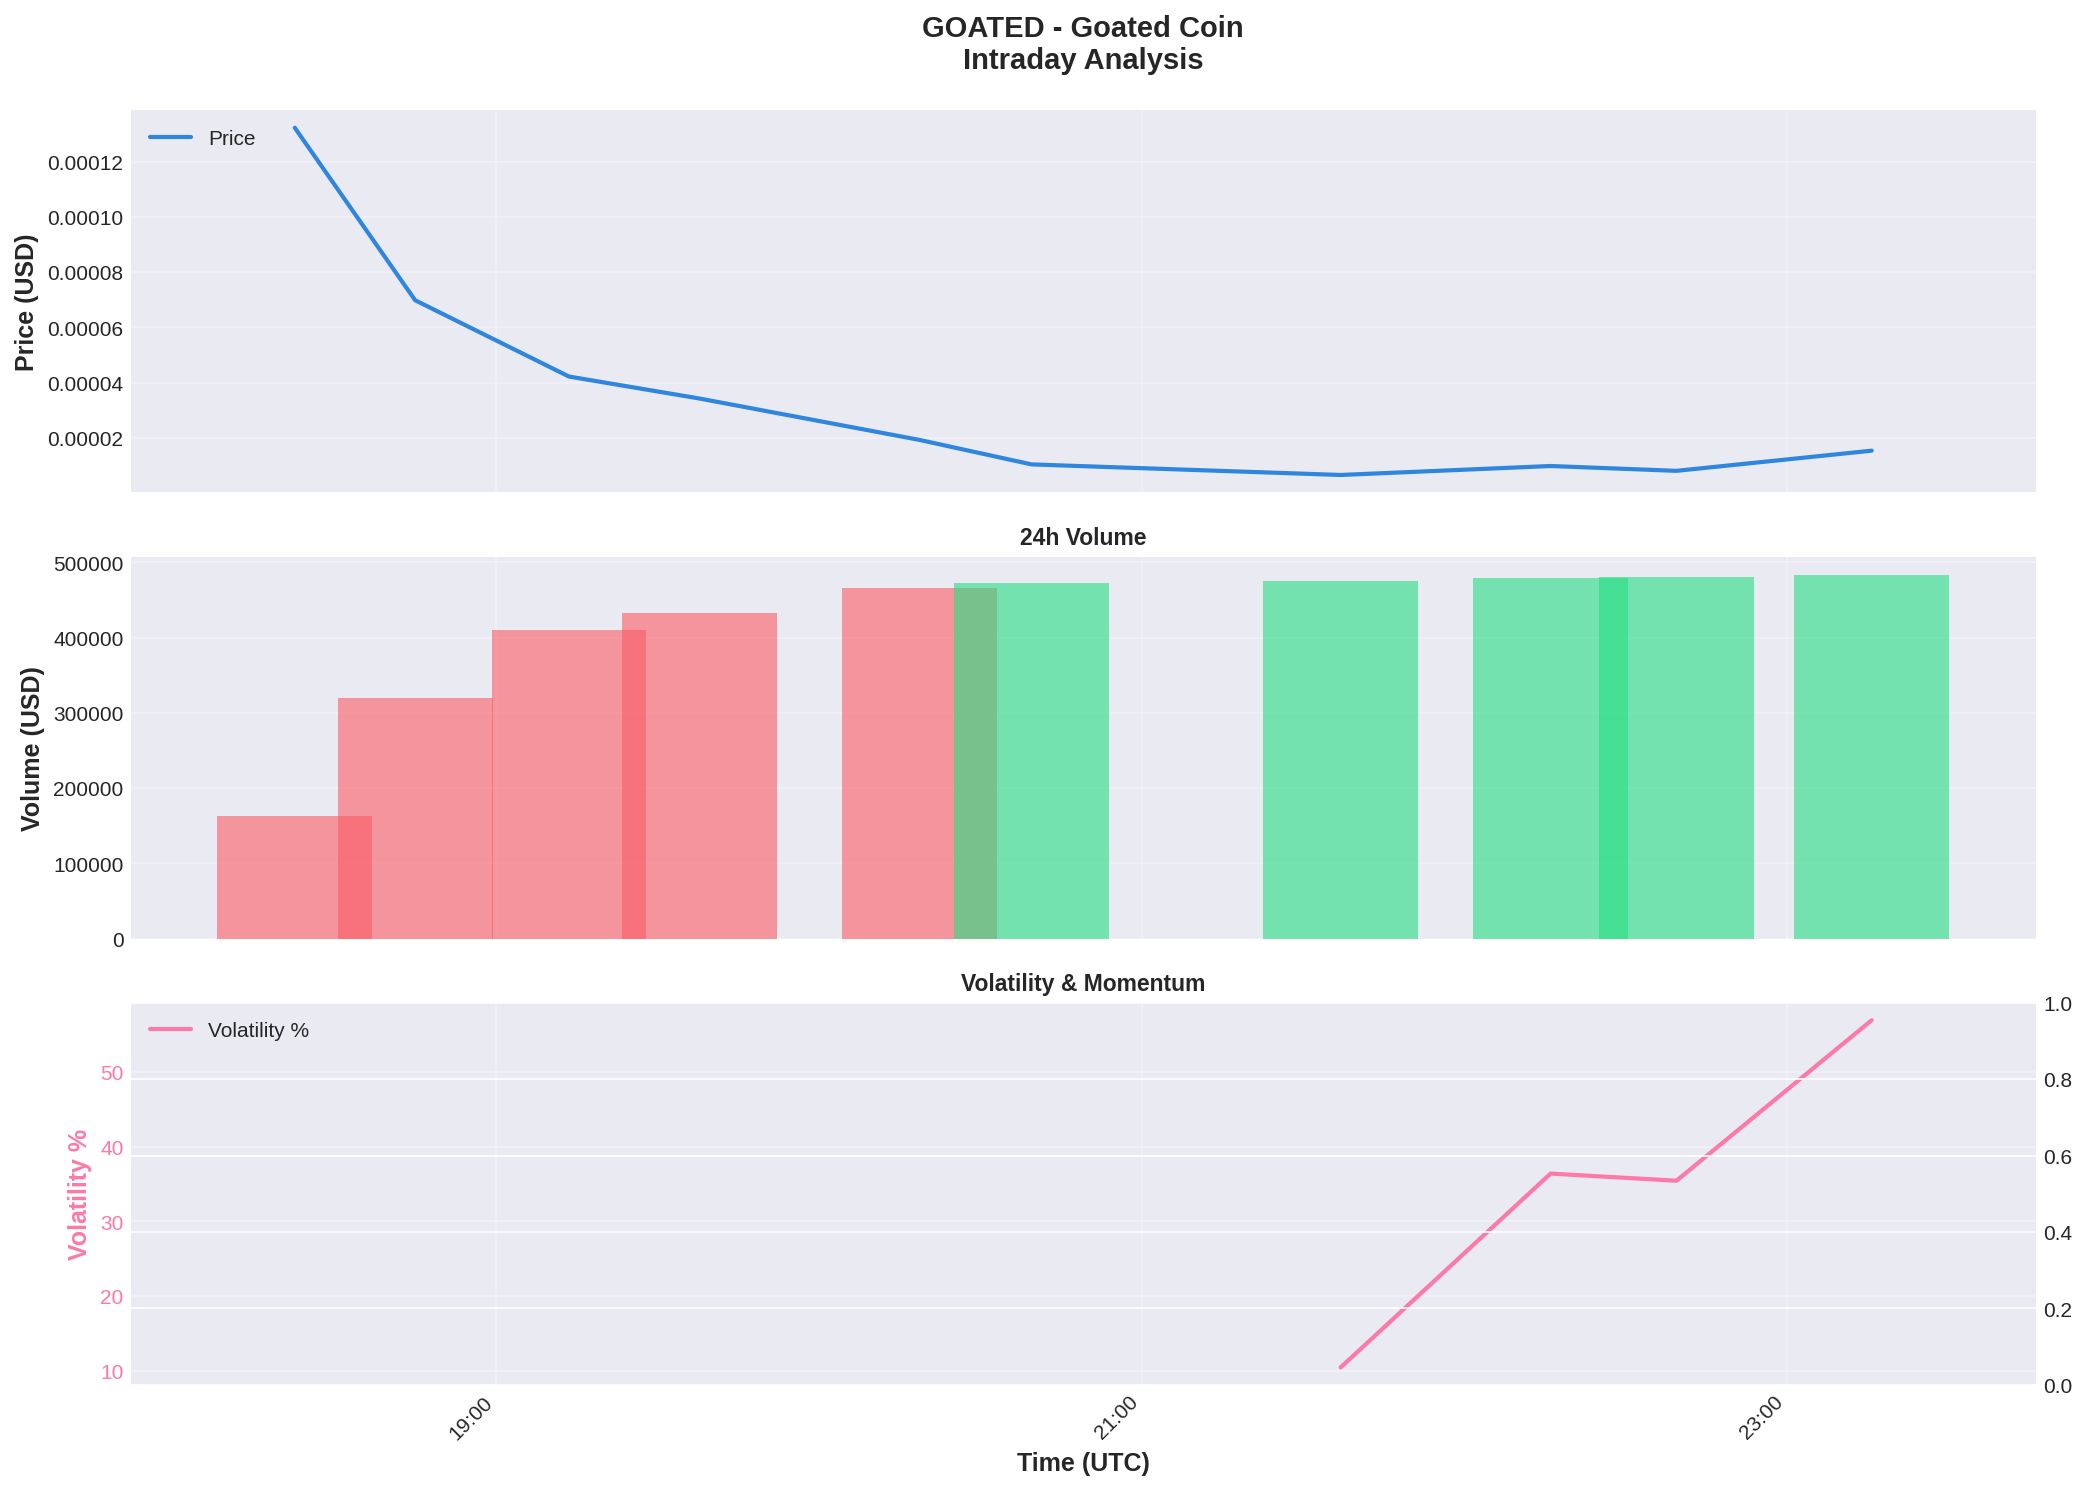 GOATED - Goated Coin
Intraday Analysis
Price
Price (USD)
0.00012
0.00010
0.00008
0.00006
0.00004
0.00002
24h Volume
Volume (USD)
500000
400000
300000
200000
100000
0
Volatility & Momentum
Volatility %
Volatility %
50
40
30
20
10
1.0
0.8
0.6
0.4
0.2
0.0
19:00
21:00
23:00
Time (UTC)